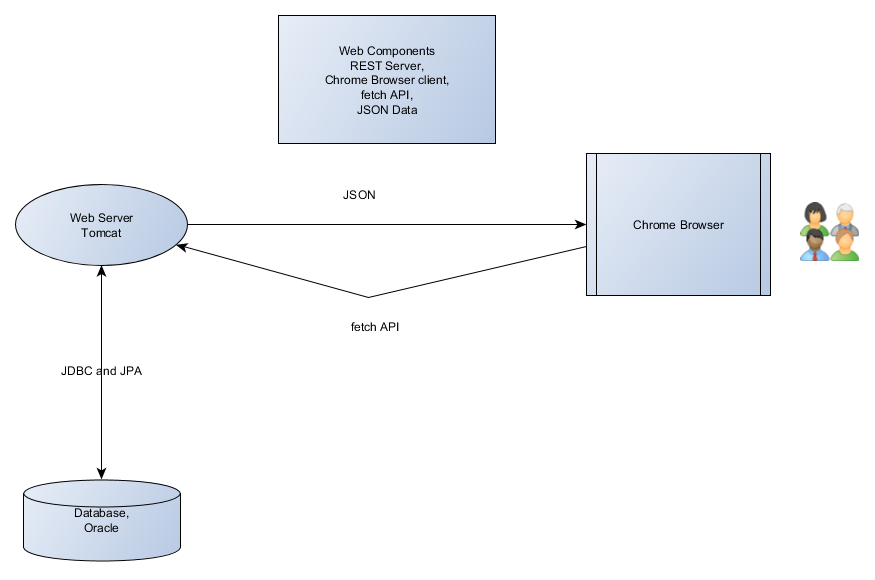 Web Components
REST Server,
Chrome Browser client,
fetch API,
JSON Data
JSON
Web Server
Tomcat
Chrome Browser
fetch API
JDBC and JPA
Database,
Oracle